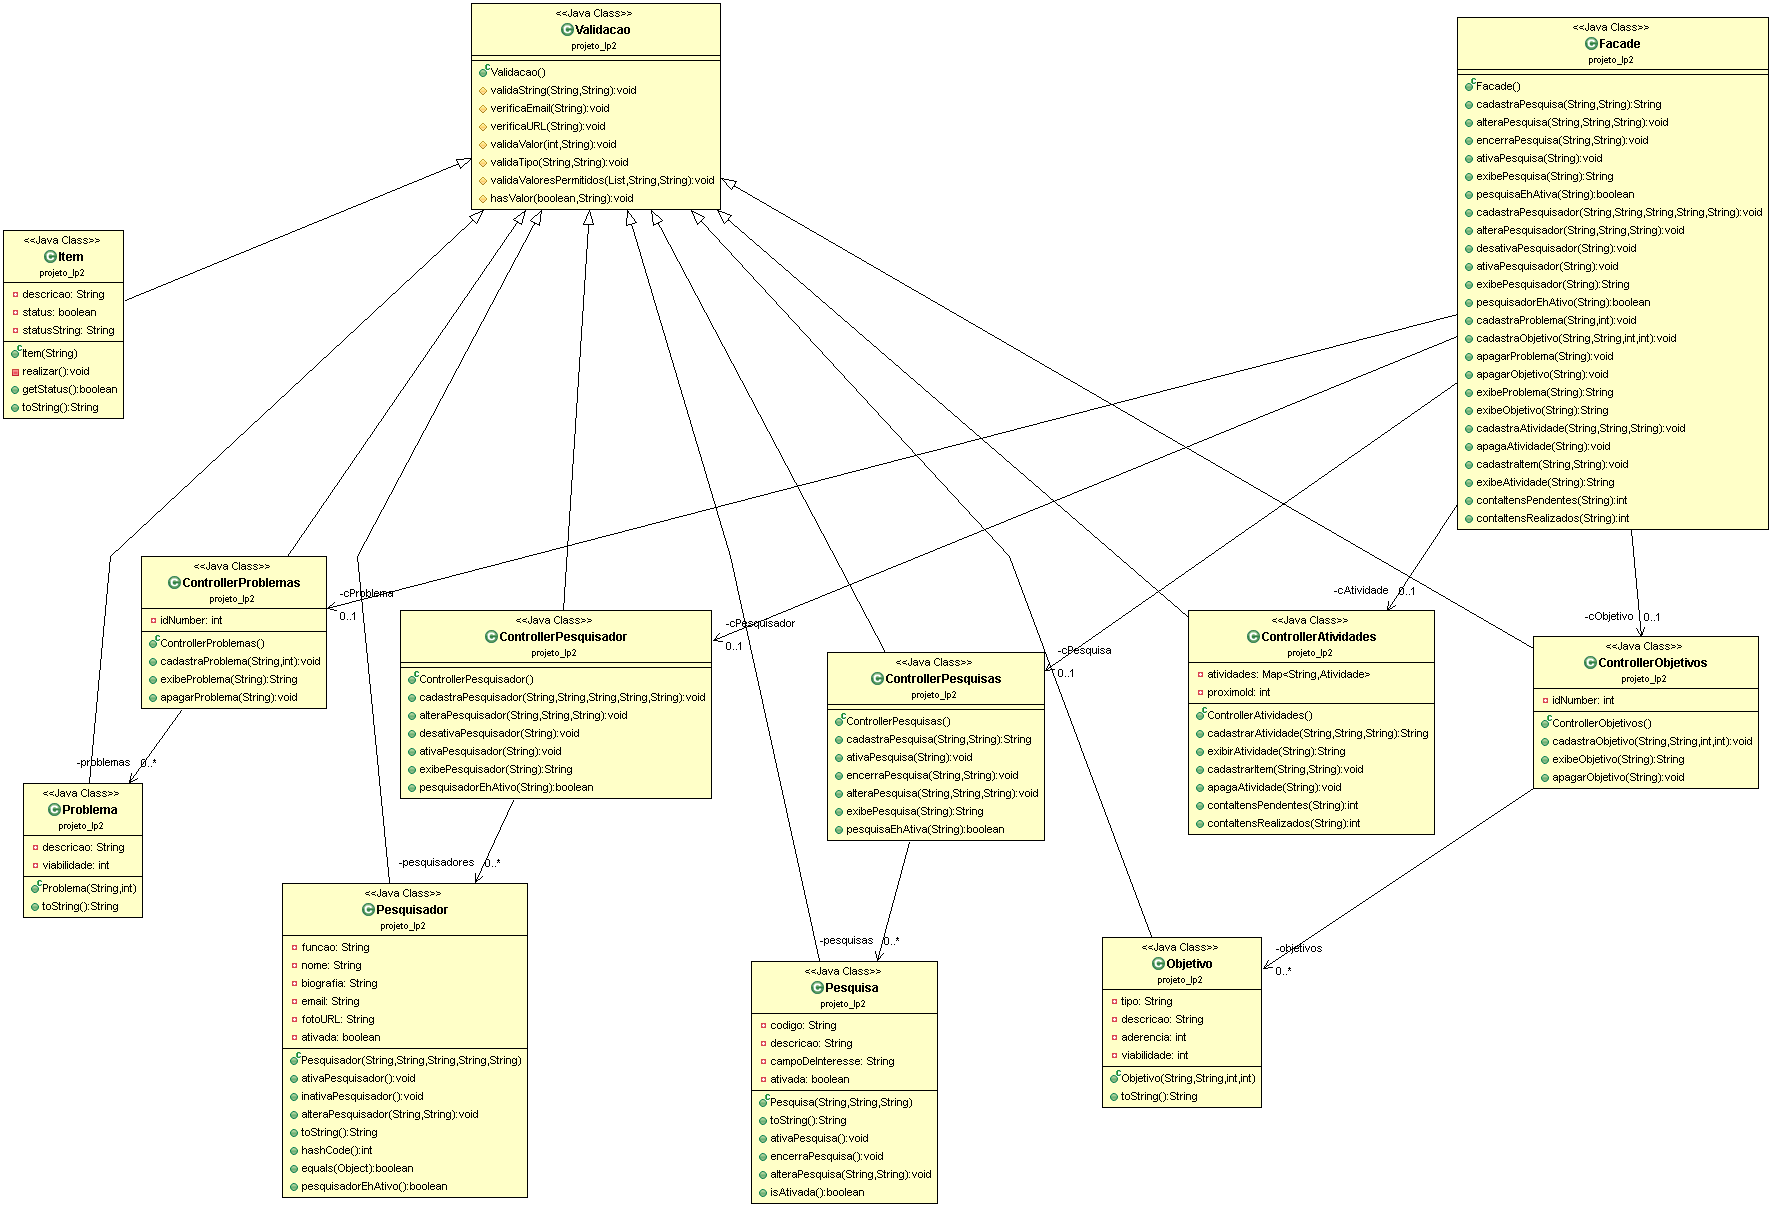 <<Java Class>>
Validacao
projeto_lp2
Validacao()
validaString(String,String):void
verificaEmail(String):void
verificaURL(String):void
validaValor(int,String):void
validaTipo(String,String):void
validaValoresPermitidos(List,String,String):void
hasValor(boolean,String):void
<<Java Class>>
Facade
projeto_lp2
Facade()
cadastraPesquisa(String,String):String
alteraPesquisa(String,String,String):void
encerraPesquisa(String,String):void
ativaPesquisa(String):void
exibePesquisa(String):String
pesquisaEhAtiva(String):boolean
cadastraPesquisador(String,String,String,String,String):void
alteraPesquisador(String,String,String):void
desativaPesquisador(String):void
ativaPesquisador(String):void
exibePesquisador(String):String
pesquisadorEhAtivo(String):boolean
cadastraProblema(String,int):void
cadastraObjetivo(String,String,int,int):void
apagarProblema(String):void
apagarObjetivo(String):void
exibeProblema(String):String
exibeObjetivo(String):String
cadastraAtividade(String,String,String):void
apagaAtividade(String):void
cadastraItem(String,String):void
exibeAtividade(String):String
contaItensPendentes(String):int
contaItensRealizados(String):int
<<Java Class>>
Item
projeto_lp2
descricao: String
status: boolean
statusString: String
Item(String)
realizar():void
getStatus():boolean
toString():String
<<Java Class>>
ControllerProblemas
projeto_lp2
idNumber: int
ControllerProblemas()
cadastraProblema(String,int):void
exibeProblema(String):String
apagarProblema(String):void
-cProblema
0..1
<<Java Class>>
ControllerPesquisador
projeto_lp2
ControllerPesquisador()
cadastraPesquisador(String,String,String,String,String):void
alteraPesquisador(String,String,String):void
desativaPesquisador(String):void
ativaPesquisador(String):void
exibePesquisador(String):String
pesquisadorEhAtivo(String):boolean
-cPesquisador
0..1
<<Java Class>>
ControllerPesquisas
projeto_lp2
ControllerPesquisas()
cadastraPesquisa(String,String):String
ativaPesquisa(String):void
encerraPesquisa(String,String):void
alteraPesquisa(String,String,String):void
exibePesquisa(String):String
pesquisaEhAtiva(String):boolean
-cPesquisa
0..1
-cAtividade
0..1
<<Java Class>>
ControllerAtividades
projeto_lp2
atividades: Map<String,Atividade>
proximoId: int
ControllerAtividades()
cadastrarAtividade(String,String,String):String
exibirAtividade(String):String
cadastrarItem(String,String):void
apagaAtividade(String):void
contaItensPendentes(String):int
contaItensRealizados(String):int
-cObjetivo
0..1
<<Java Class>>
ControllerObjetivos
projeto_lp2
idNumber: int
ControllerObjetivos()
cadastraObjetivo(String,String,int,int):void
exibeObjetivo(String):String
apagarObjetivo(String):void
-problemas
0..*
<<Java Class>>
Problema
projeto_lp2
descricao: String
viabilidade: int
Problema(String,int)
toString():String
-pesquisadores
0..*
<<Java Class>>
Pesquisador
projeto_lp2
funcao: String
nome: String
biografia: String
email: String
fotoURL: String
ativada: boolean
Pesquisador(String,String,String,String,String)
ativaPesquisador():void
inativaPesquisador():void
alteraPesquisador(String,String):void
toString():String
hashCode():int
equals(Object):boolean
pesquisadorEhAtivo():boolean
-pesquisas
0..*
<<Java Class>>
Pesquisa
projeto_lp2
codigo: String
descricao: String
campoDeInteresse: String
ativada: boolean
Pesquisa(String,String,String)
toString():String
ativaPesquisa():void
encerraPesquisa():void
alteraPesquisa(String,String):void
isAtivada():boolean
-objetivos
0..*
<<Java Class>>
Objetivo
projeto_lp2
tipo: String
descricao: String
aderencia: int
viabilidade: int
Objetivo(String,String,int,int)
toString():String